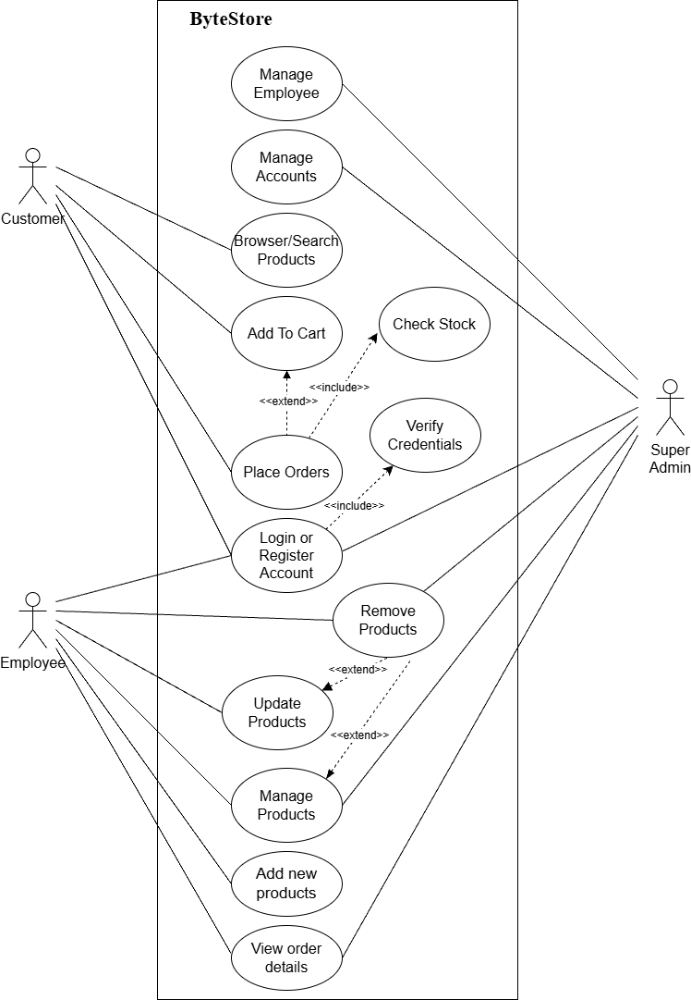 ByteStore
Manage
Employee
Manage
Accounts
Customer
Browser/Search
Products
Add To Cart
Check Stock
<<include>>
<<extend>>
Verify
Credentials
Super
Admin
Place Orders
<<include>>
Login or
Register
Account
Remove
Products
Employee
<<extend>>
Update
Products
<<extend>>
Manage
Products
Add new
products
View order
details